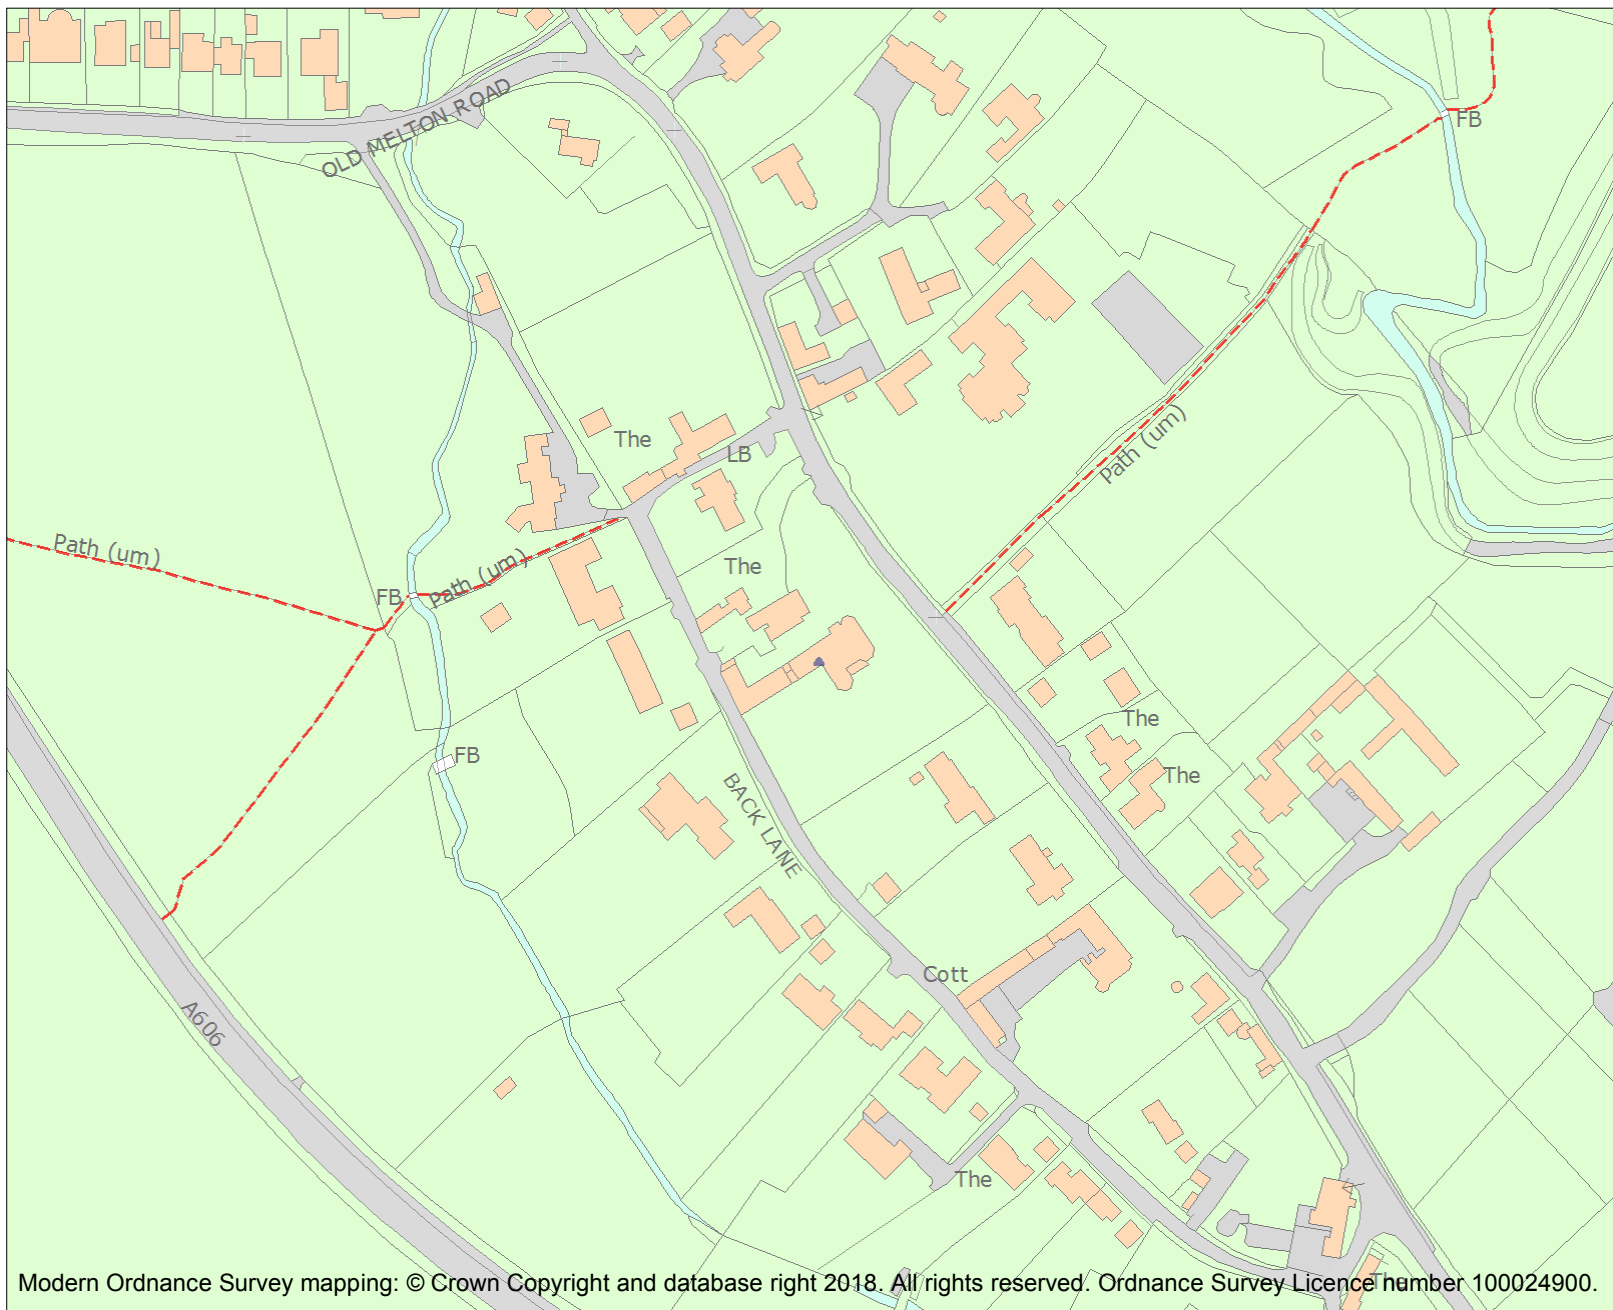 OLD MELTON ROAD
FB
The
LB
Path (um)
Path (um)
Path (um)
The
FB
The
FB
The
BACK LANE
Cott
A606
The
The
Modern Ordnance Survey mapping: © Crown Copyright and database right 2018. All rights reserved. Ordnance Survey Licence number 100024900.